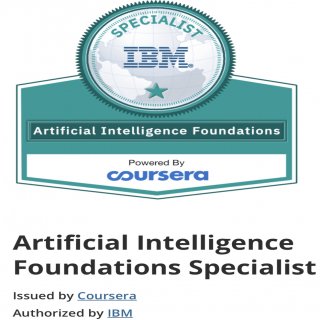 SPECIALIST
IBM.
Artificial Intelligence Foundations
Powered By
coursera
Artificial Intelligence
Foundations Specialist
Issued by Coursera
Authorized by IBM